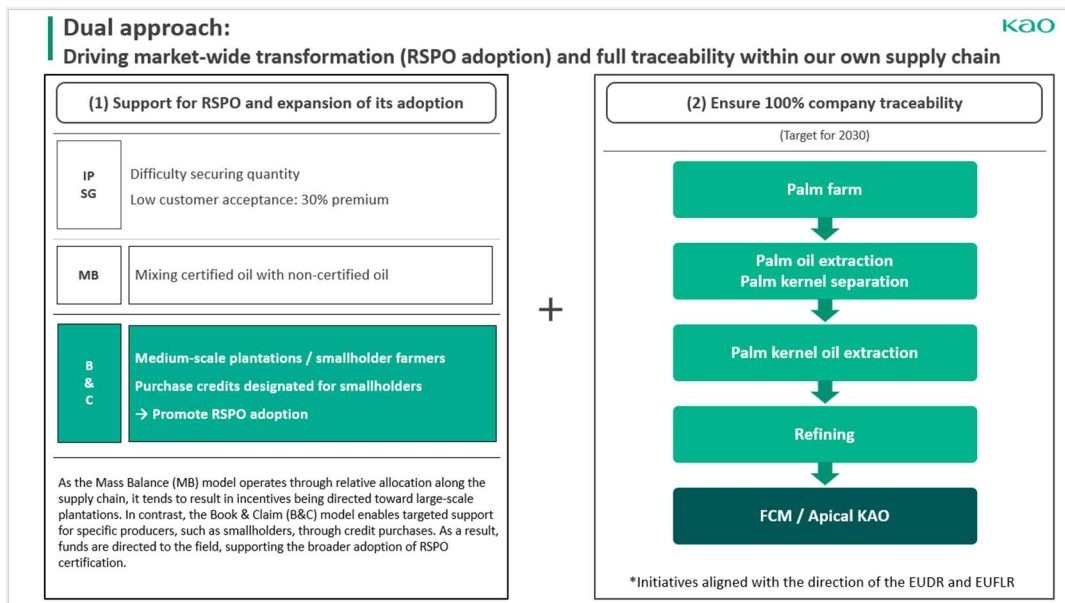 Dual approach:
Kao
Driving market-wide transformation (RSPO adoption) and full traceability within our own supply chain
(1) Support for RSPO and expansion of its adoption
IP
SG
Difficulty securing quantity
Low customer acceptance: 30% premium
MB
Mixing certified oil with non-certified oil
B
&
C
Medium-scale plantations / smallholder farmers
Purchase credits designated for smallholders
→ Promote RSPO adoption
As the Mass Balance (MB) model operates through relative allocation along the
supply chain, it tends to result in incentives being directed toward large-scale
plantations. In contrast, the Book & Claim (B&C) model enables targeted support
for specific producers, such as smallholders, through credit purchases. As a result,
funds are directed to the field, supporting the broader adoption of RSPO
certification.
+
(2) Ensure 100% company traceability
(Target for 2030)
Palm farm
Palm oil extraction
Palm kernel separation
Palm kernel oil extraction
Refining
FCM / Apical KAO
*Initiatives aligned with the direction of the EUDR and EUFLR